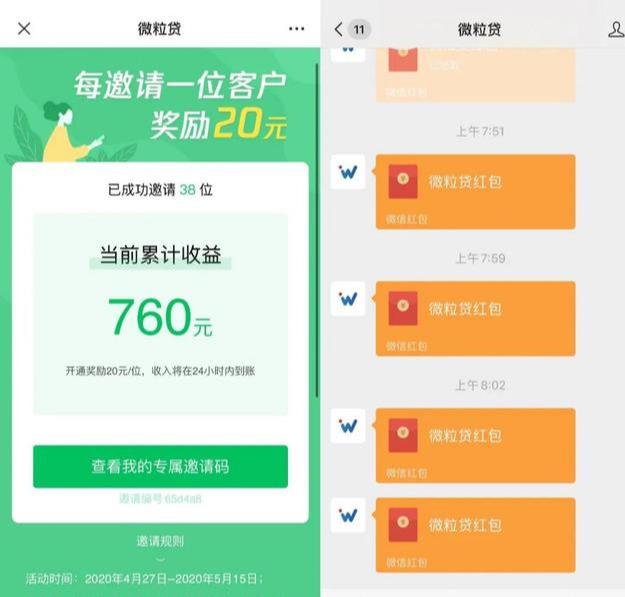 微粒贷
每邀请一位客户
奖励20元
已成功邀请 38 位
当前累计收益
760元
开通奖励20元/位，收入将在24小时内到账
查看我的专属邀请码
邀请编号 65d4a8
邀请规则
活动时间：2020年4月27日-2020年5月15日；
11
微粒贷
微信红包
上午7:51
微粒贷红包
微信红包
上午7:59
微粒贷红包
微信红包
上午8:02
微粒贷红包
微信红包
微粒贷红包
微信红包